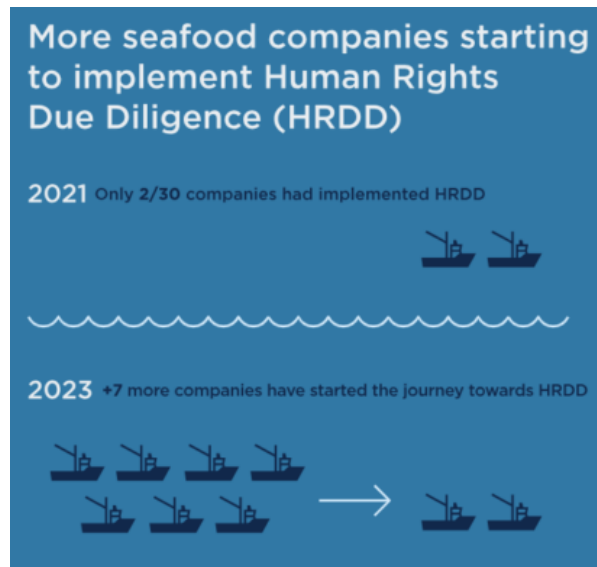 More seafood companies starting
to implement Human Rights
Due Diligence (HRDD)
2021 Only 2/30 companies had implemented HRDD
2023 +7 more companies have started the journey towards HRDD